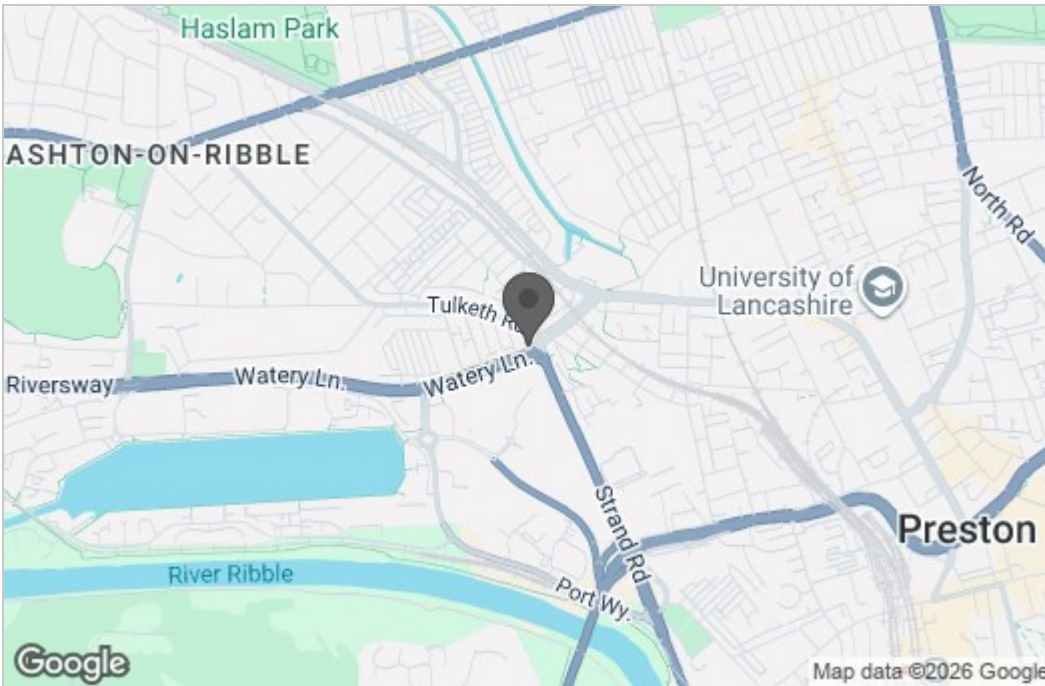 Haslam Park
ASHTON-ON-RIBBLE
North Rd
University of
Lancashire
Tulketh
Riversway
Watery Ln.
Watery Ln.
Strand Rd
Preston
River Ribble
Port Wy.
Google
Map data ©2026 Google